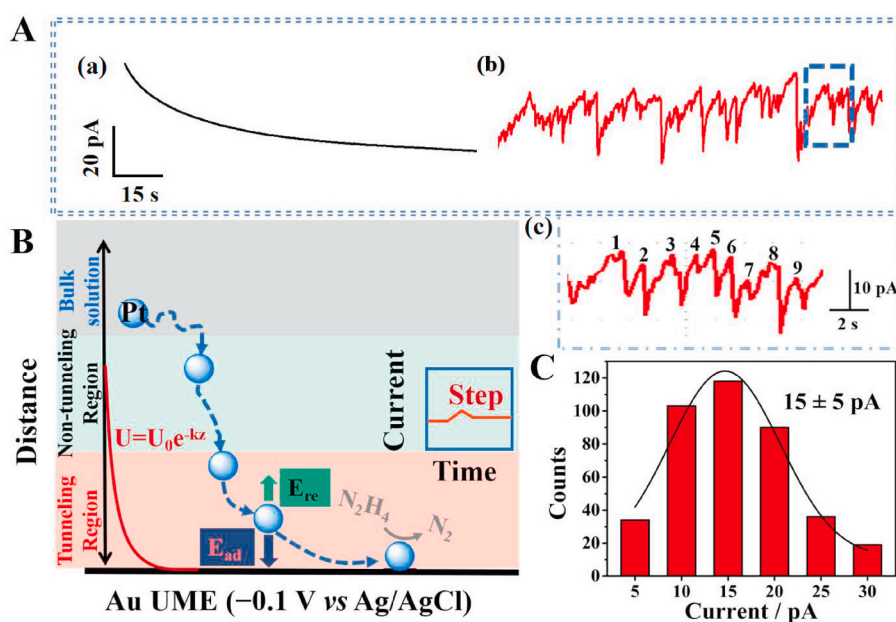 A
(a)
20 pA
15 s
(b)
B
Distance
Bulk
solution
Non-tunneling
Region
Tunneling
Region
Pt
U=U₀e⁻ᵏᶻ
E_re
E_ad
N₂H₄
N₂
Current
Step
Time
Au UME (−0.1 V vs Ag/AgCl)
(c)
1 2 3 4 5 6 7 8 9
10 pA
2 s
C
Counts
120
100
80
60
40
20
0
15 ± 5 pA
5 10 15 20 25 30
Current / pA